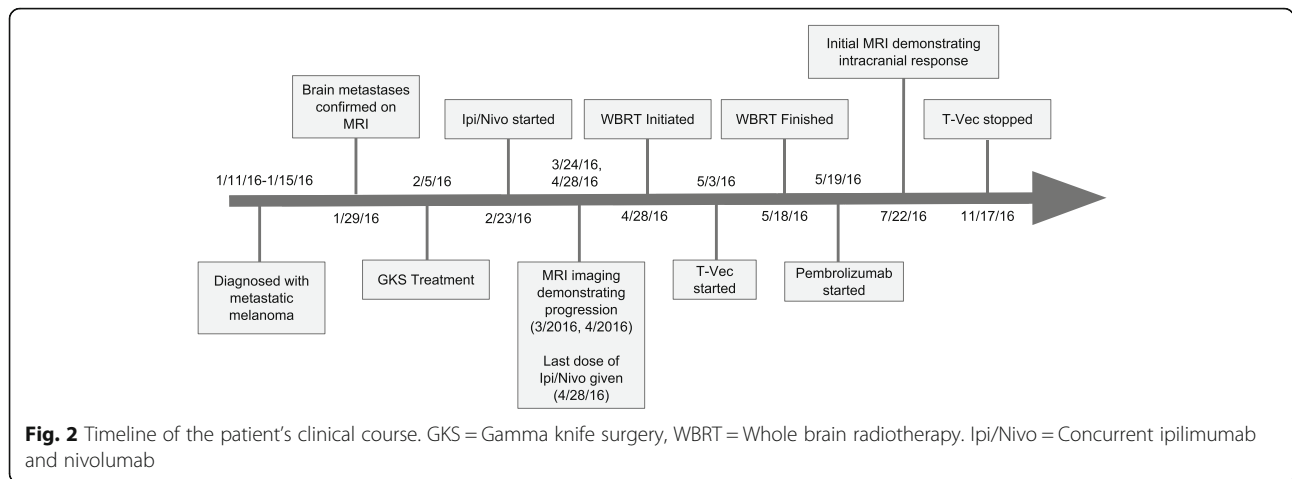 Initial MRI demonstrating
intracranial response
Brain metastases
confirmed on
MRI
Ipi/Nivo started
WBRT Initiated
WBRT Finished
T-Vec stopped
1/11/16-1/15/16
2/5/16
3/24/16,
4/28/16
5/3/16
5/19/16
1/29/16
2/23/16
4/28/16
5/18/16
7/22/16
11/17/16
Diagnosed with
metastatic
melanoma
GKS Treatment
MRI imaging
demonstrating
progression
(3/2016, 4/2016)
Last dose of
Ipi/Nivo given
(4/28/16)
T-Vec
started
Pembrolizumab
started
Fig. 2 Timeline of the patient's clinical course. GKS = Gamma knife surgery, WBRT = Whole brain radiotherapy. Ipi/Nivo = Concurrent ipilimumab
and nivolumab